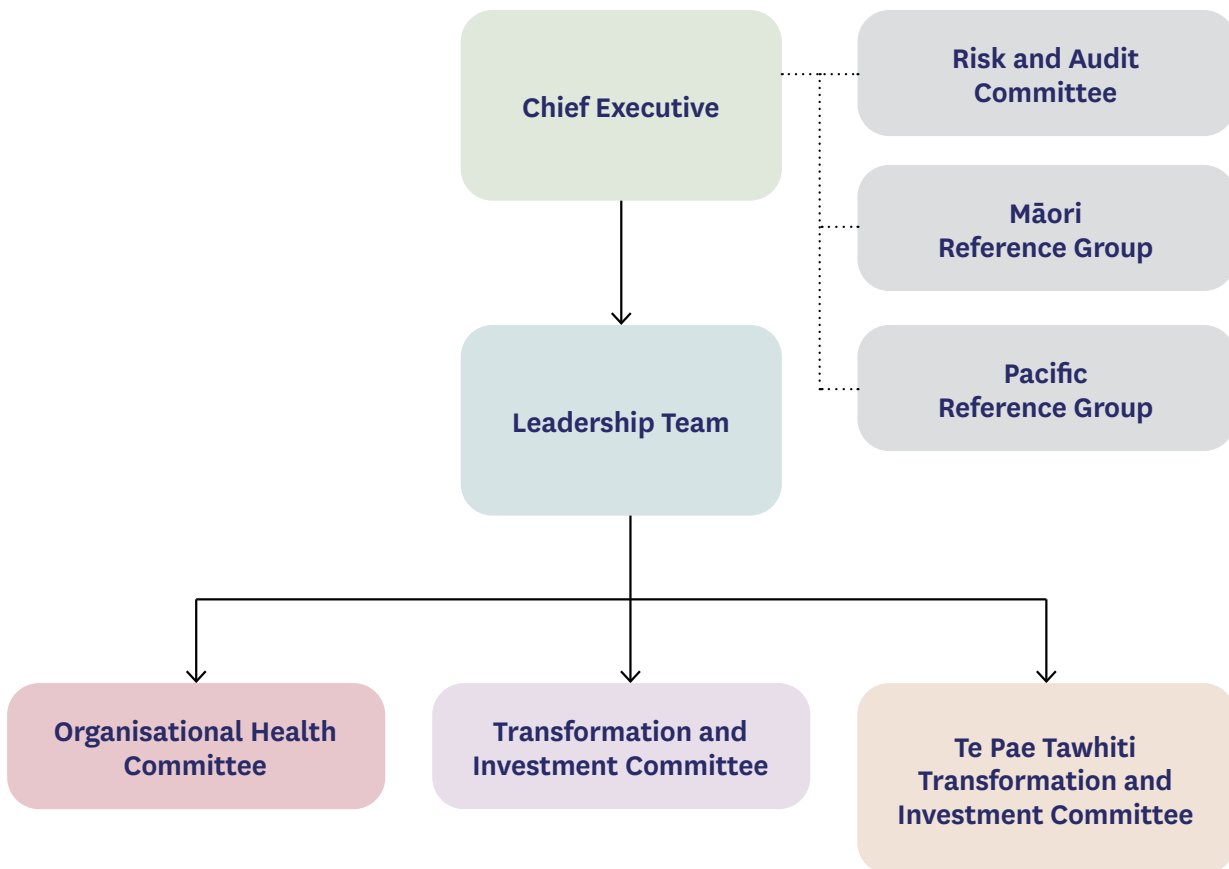 Chief Executive
Risk and Audit
Committee
Māori
Reference Group
Pacific
Reference Group
Leadership Team
Organisational Health
Committee
Transformation and
Investment Committee
Te Pae Tawhiti
Transformation and
Investment Committee